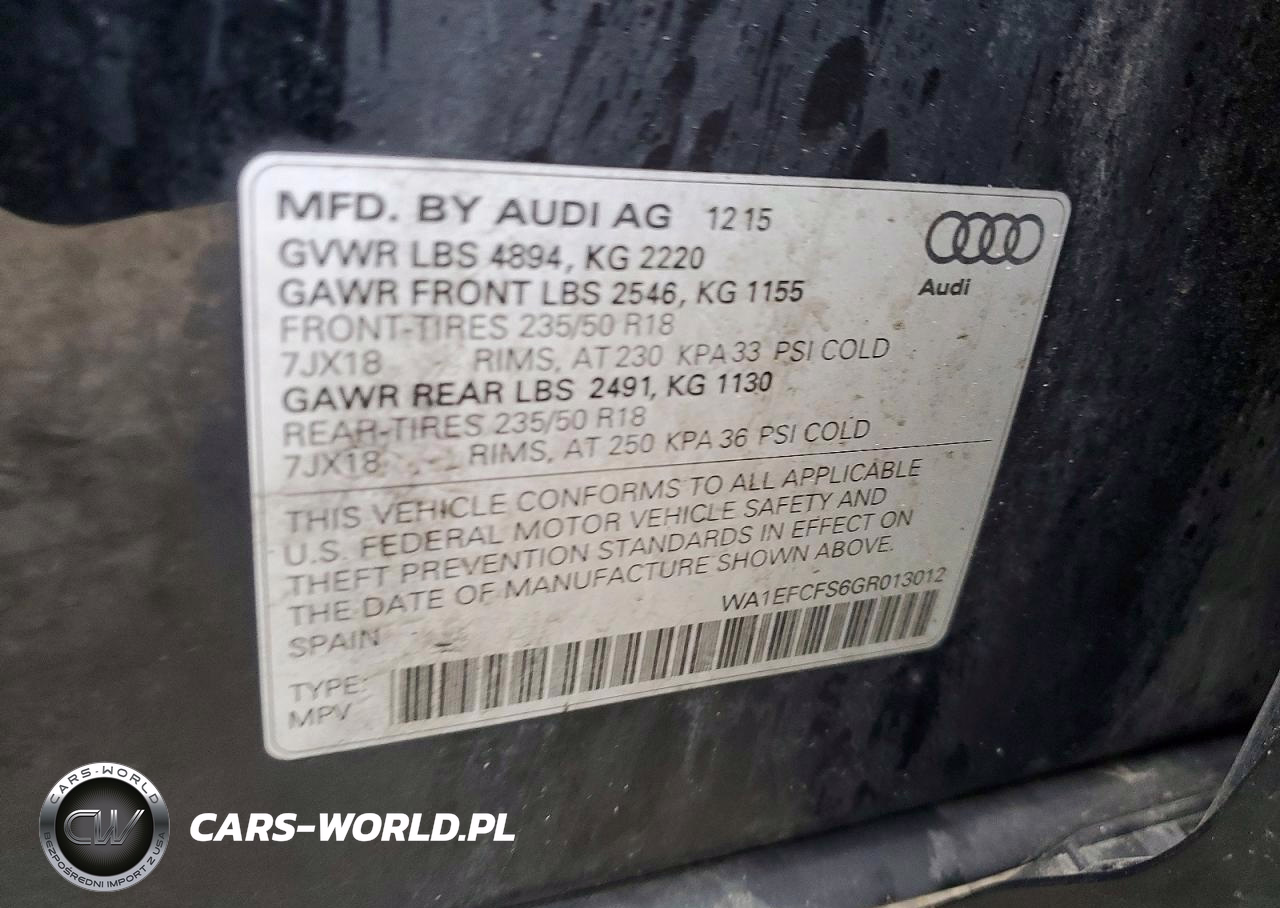 MFD. BY AUDI AG 12 15
GVWR LBS 4894, KG 2220
GAWR FRONT LBS 2546, KG 1155
FRONT-TIRES 235/50 R18
7JX18 RIMS, AT 230 KPA 33 PSI COLD
GAWR REAR LBS 2491, KG 1130
REAR-TIRES 235/50 R18
7JX18 RIMS, AT 250 KPA 36 PSI COLD
THIS VEHICLE CONFORMS TO ALL APPLICABLE
U.S. FEDERAL MOTOR VEHICLE SAFETY AND
THEFT PREVENTION STANDARDS IN EFFECT ON
THE DATE OF MANUFACTURE SHOWN ABOVE.
SPAIN
WA1EFCFS6GR013012
TYPE:
MPV
Audi
CARS-WORLD
CW
BEZPOŚREDNI IMPORT Z USA
CARS-WORLD.PL